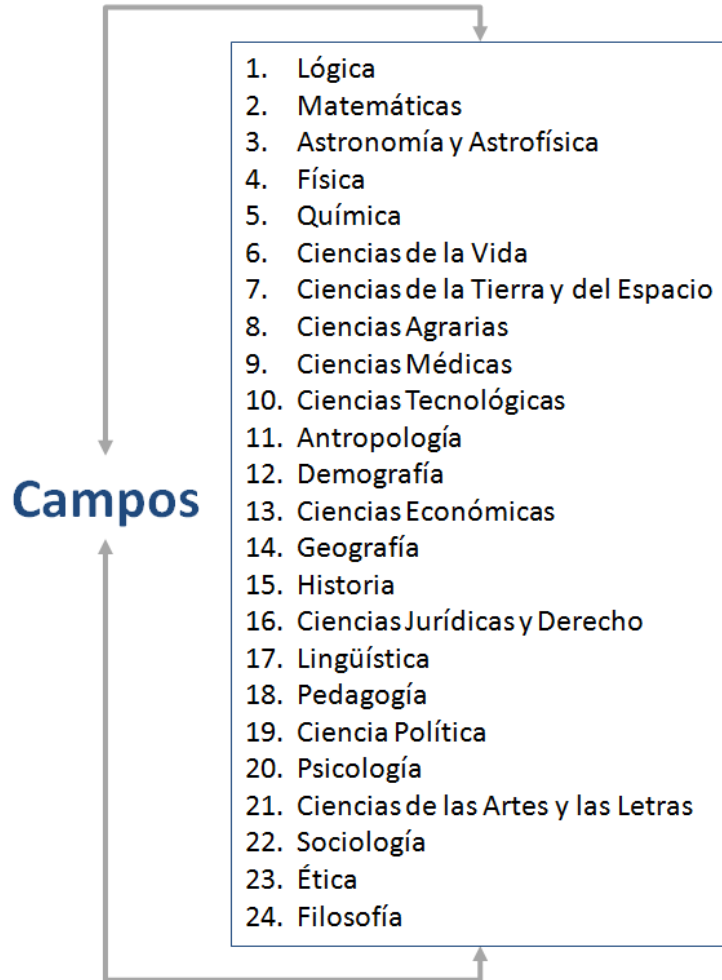 Campos
1. Lógica
2. Matemáticas
3. Astronomía y Astrofísica
4. Física
5. Química
6. Ciencias de la Vida
7. Ciencias de la Tierra y del Espacio
8. Ciencias Agrarias
9. Ciencias Médicas
10. Ciencias Tecnológicas
11. Antropología
12. Demografía
13. Ciencias Económicas
14. Geografía
15. Historia
16. Ciencias Jurídicas y Derecho
17. Lingüística
18. Pedagogía
19. Ciencia Política
20. Psicología
21. Ciencias de las Artes y las Letras
22. Sociología
23. Ética
24. Filosofía